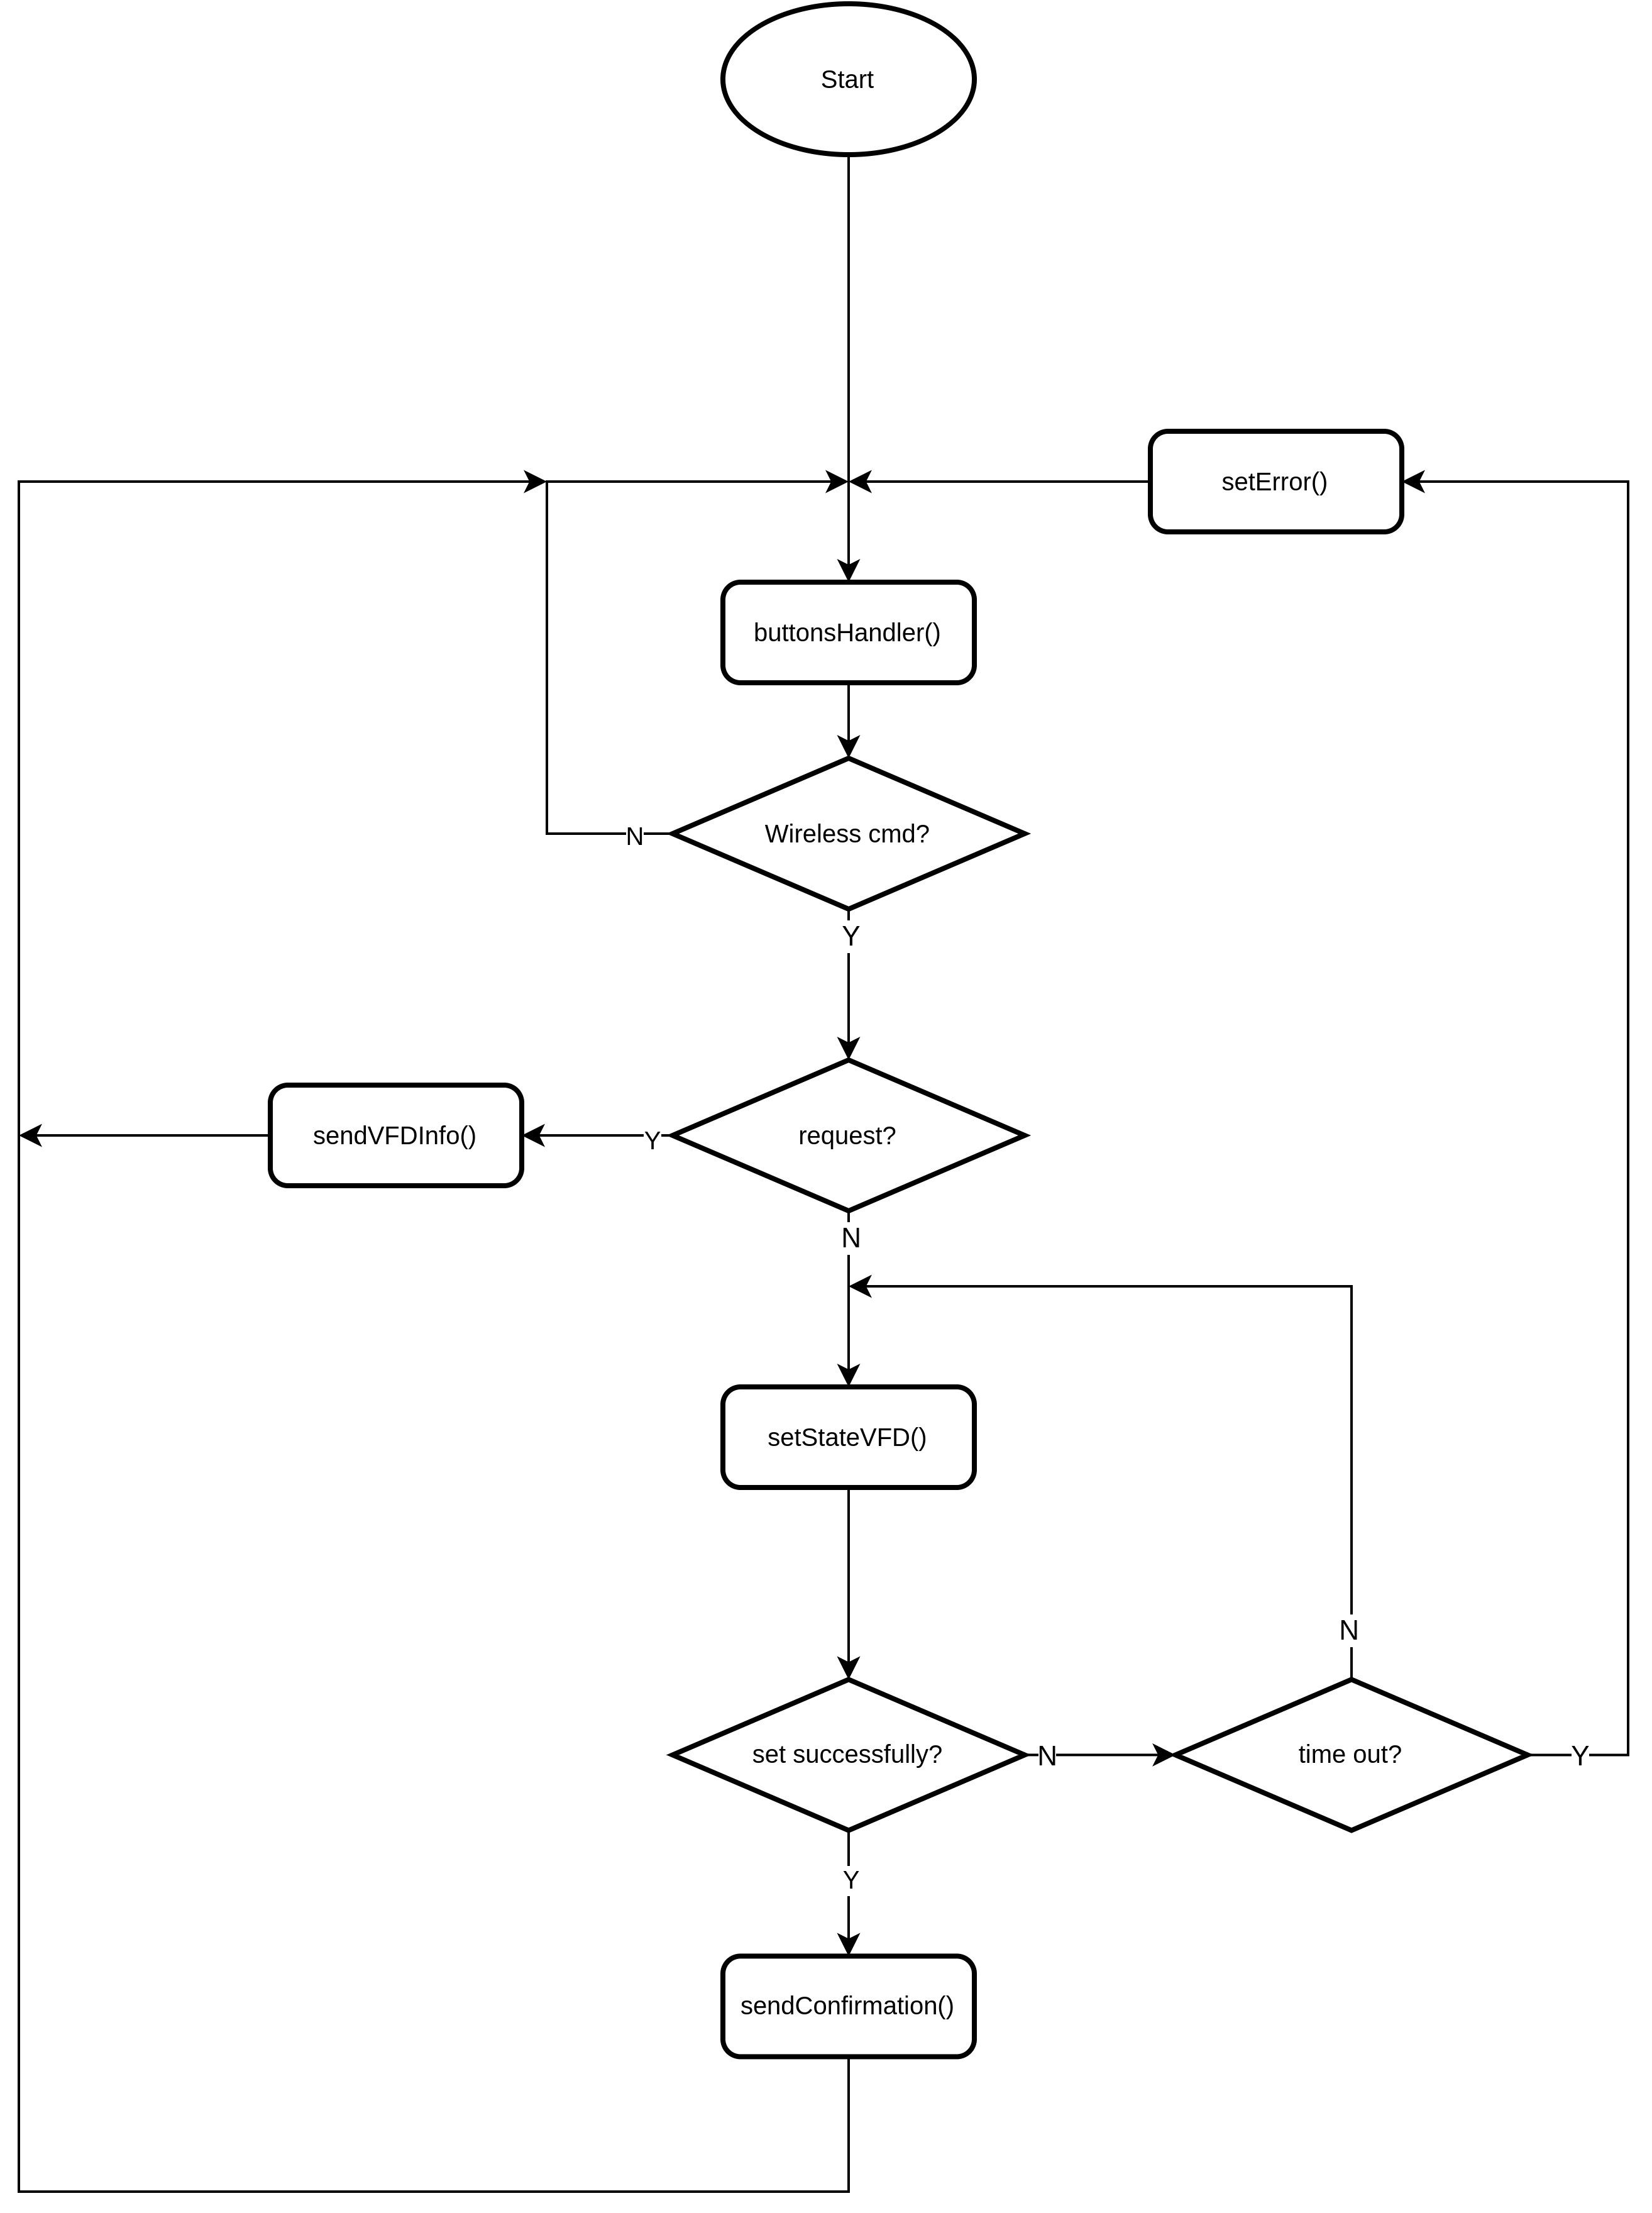 Start
setError()
buttonsHandler()
Wireless cmd?
N
Y
sendVFDInfo()
Y
request?
N
setStateVFD()
N
set successfully?
N
time out?
Y
Y
sendConfirmation()